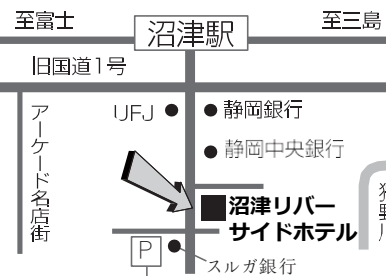 至富士
沼津駅
至三島
旧国道1号
アーケード名店街
UFJ
静岡銀行
静岡中央銀行
沼津リバー
サイドホテル
P
スルガ銀行